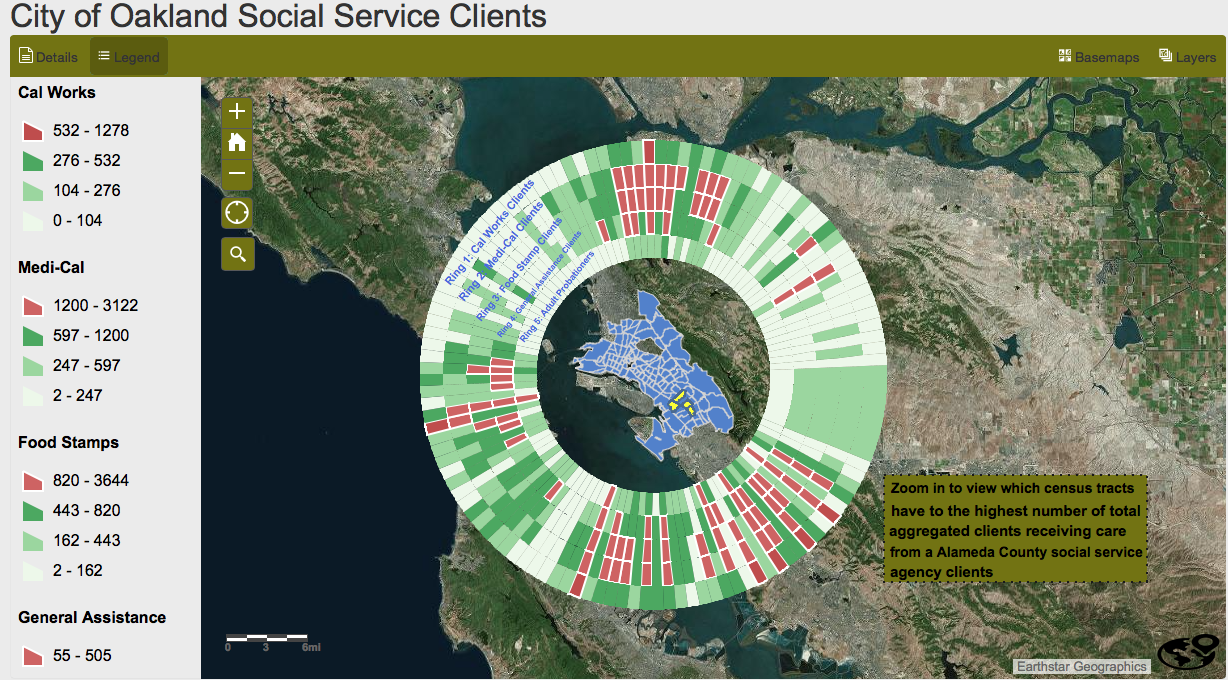 City of Oakland Social Service Clients
Details
Legend
Basemaps
Layers
Cal Works
532 - 1278
276 - 532
104 - 276
0 - 104
Medi-Cal
1200 - 3122
597 - 1200
247 - 597
2 - 247
Food Stamps
820 - 3644
443 - 820
162 - 443
2 - 162
General Assistance
55 - 505
Ring 1: Cal Works Clients
Ring 2: Medi-Cal Clients
Ring 3: Food Stamp Clients
Ring 4: General Assistance Clients
Ring 5: Adult Probationers
Zoom in to view which census tracts
have to the highest number of total
aggregated clients receiving care
from a Alameda County social service
agency clients
0 3 6mi
Earthstar Geographics